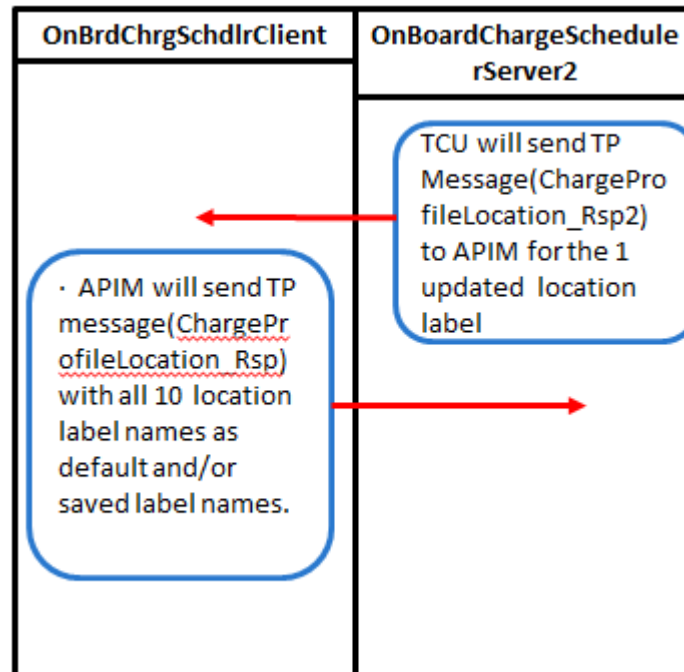 OnBrdChrgSchdlrClient
OnBoardChargeSchedule
rServer2
TCU will send TP
Message(ChargePro
fileLocation_Rsp2)
to APIM for the 1
updated location
label
· APIM will send TP
message(ChargePr
ofileLocation_Rsp)
with all 10 location
label names as
default and/or
saved label names.